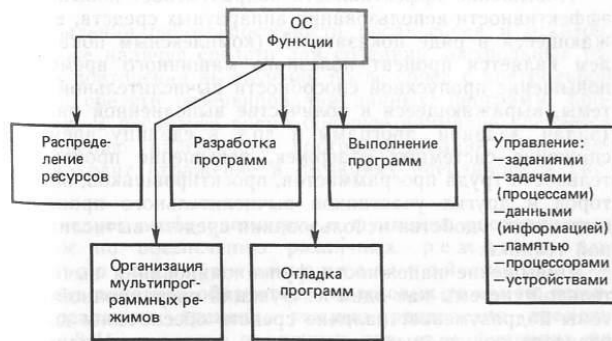 ОС
Функции
Распреде-
ление
ресурсов
Разработка
программ
Выполнение
программ
Управление:
—заданиями
—задачами
—данными
(информацией)
—памятью
—процессорами
—устройствами
Организация
мультипрог-
раммных ре-
жимов
Отладка
программ